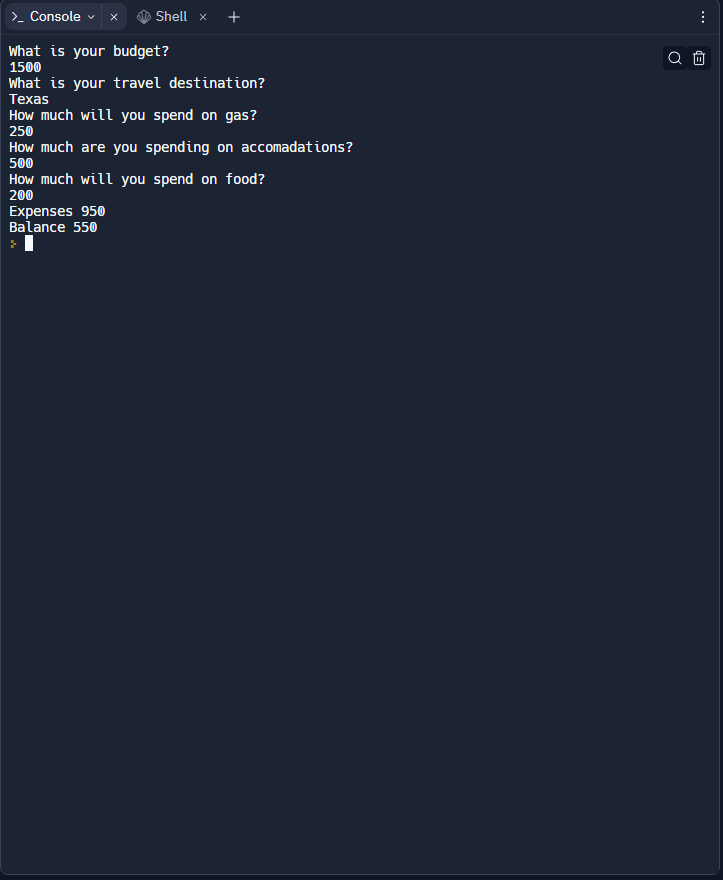 Console
Shell
What is your budget?
1500
What is your travel destination?
Texas
How much will you spend on gas?
250
How much are you spending on accomadations?
500
How much will you spend on food?
200
Expenses 950
Balance 550